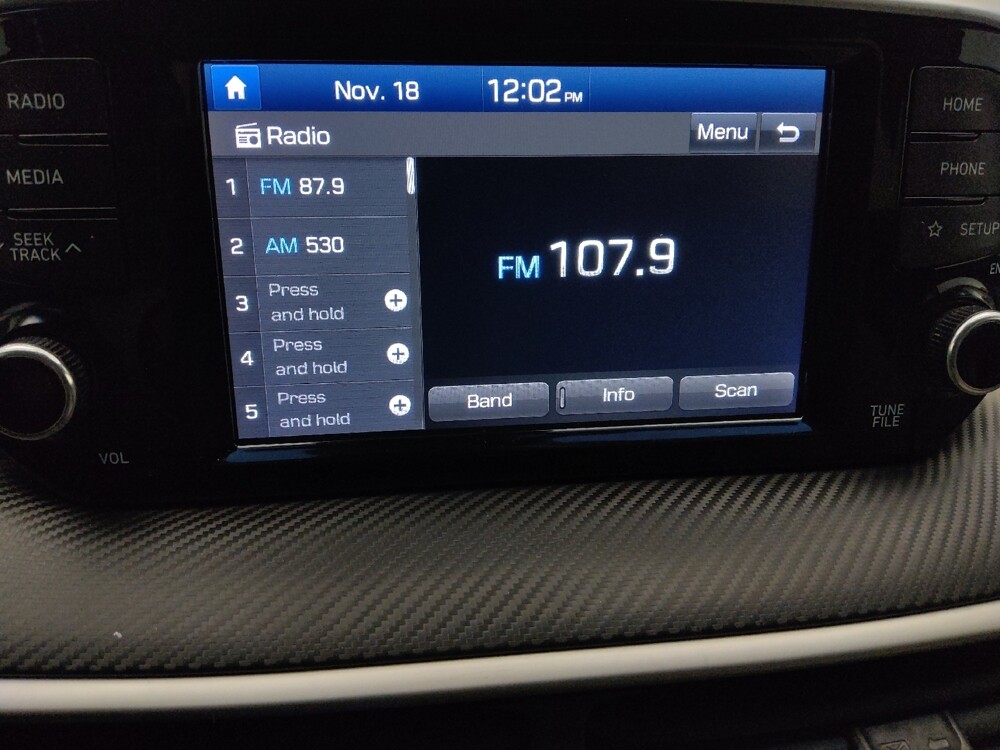 Nov. 18 12:02 PM
RADIO
HOME
Radio
Menu
MEDIA
PHONE
1 FM 87.9
2 AM 530
SEEK
TRACK
SETUP
FM 107.9
3 Press
and hold
4 Press
and hold
5 Press
and hold
Band Info Scan
TUNE
FILE
VOL